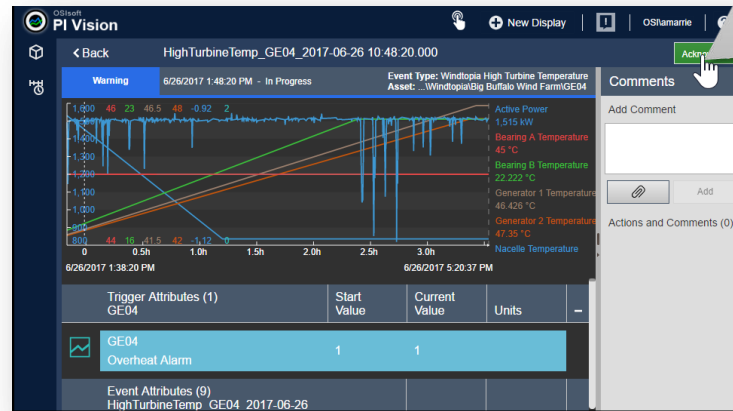 OSIsoft
PI Vision
New Display
OSI\amarrie
< Back
HighTurbineTemp_GE04_2017-06-26 10:48:20.000
Warning
6/26/2017 1:48:20 PM - In Progress
Event Type: Windtopia High Turbine Temperature
Asset: ...\Windtopia\Big Buffalo Wind Farm\GE04
1,600 46 23 46.5 48 -0.92 2
1,400
1,200
1,000
800 44 16 41.5 42 -1.12 0
0 0.5h 1.0h 1.5h 2.0h 2.5h 3.0h
6/26/2017 1:38:20 PM
6/26/2017 5:20:37 PM
Active Power
1,515 kW
Bearing A Temperature
45 °C
Bearing B Temperature
22.222 °C
Generator 1 Temperature
46.426 °C
Generator 2 Temperature
47.35 °C
Nacelle Temperature
Trigger Attributes (1)
GE04
Start
Value
Current
Value
Units
GE04
Overheat Alarm
1
1
Event Attributes (9)
HighTurbineTemp_GE04_2017-06-26
Comments
Add Comment
Add
Actions and Comments (0)